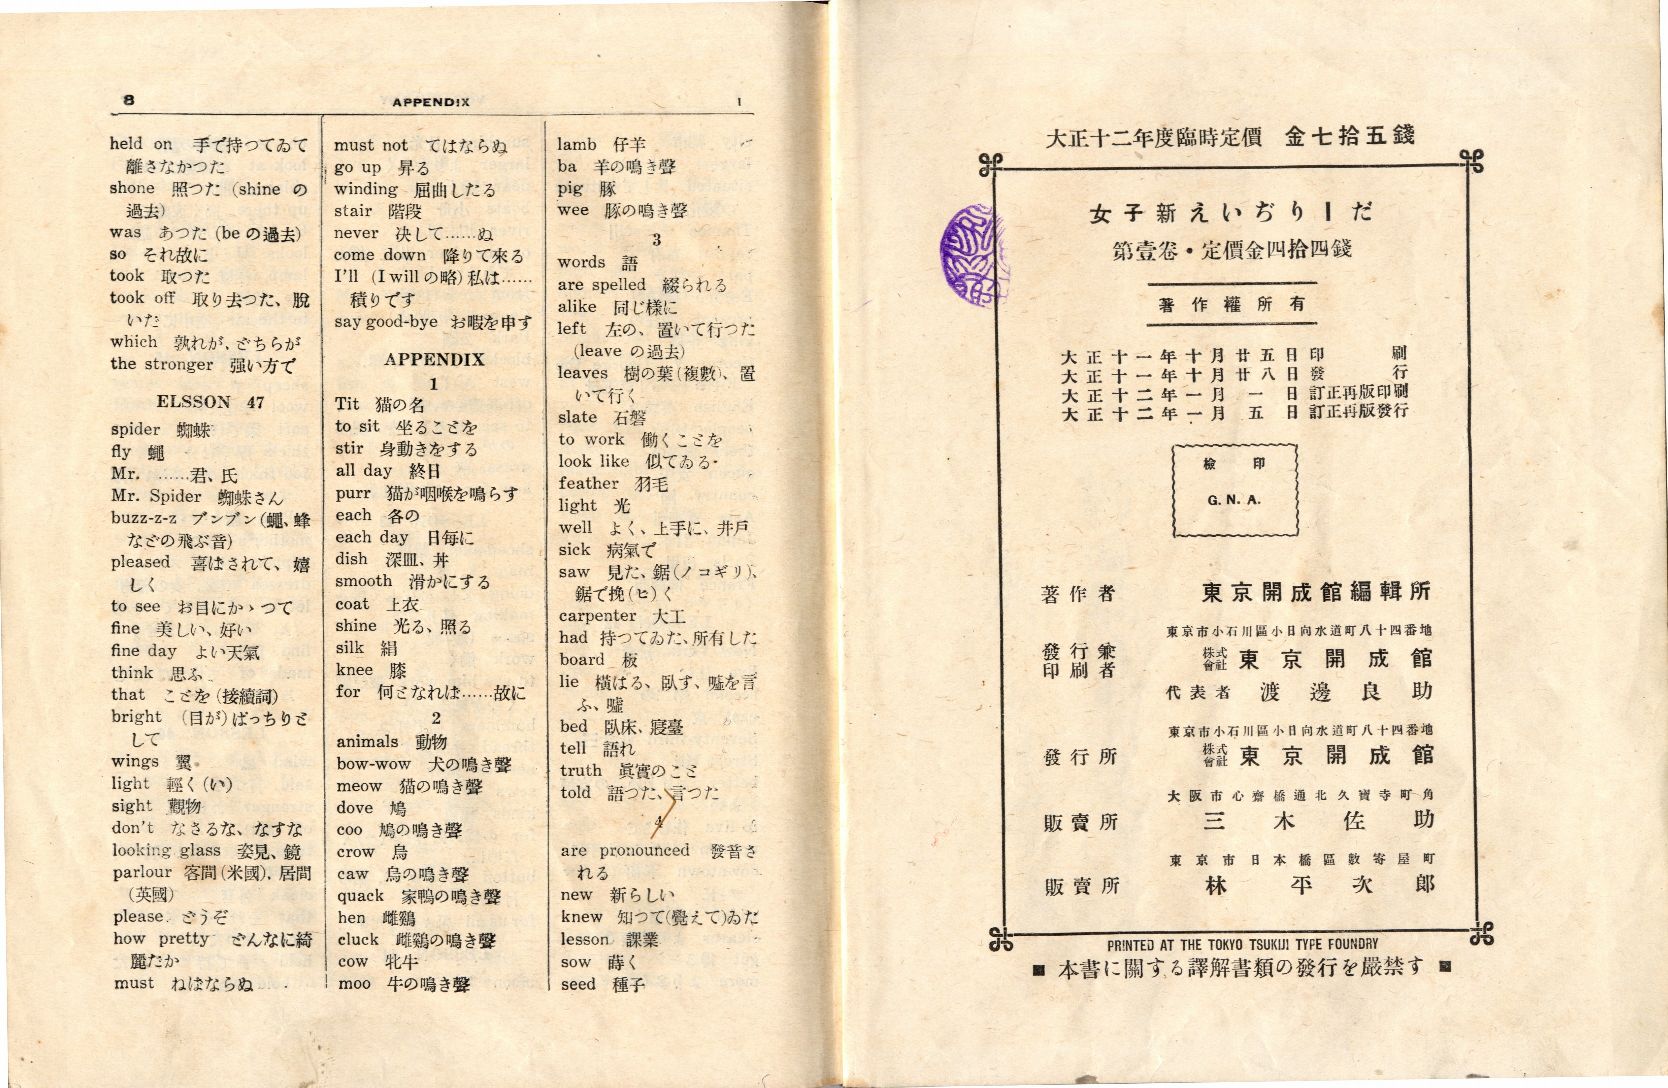 8
APPENDIX
1
held on 手で持つてゐて
離さなかつた
shone 照つた (shine の
過去)
was あつた (be の過去)
so それ故に
took 取つた
took off 取り去つた、脫
いだ
which 孰れが、どちらが
the stronger 强い方で
ELSSON 47
spider 蜘蛛
fly 蠅
Mr. ……君、氏
Mr. Spider 蜘蛛さん
buzz-z-z ブンブン(蠅、蜂
などの飛ぶ音)
pleased 喜ばされて、嬉
しく
to see お目にかゝつて
fine 美しい、好い
fine day よい天氣
think 思ふ
that ことを(接續詞)
bright (目が)ぱっちりと
して
wings 翼
light 輕く(い)
sight 觀物
don't なさるな、なすな
looking glass 姿見、鏡
parlour 客間(米國)、居間
(英國)
please どうぞ
how pretty どんなに綺
麗だか
must ねばならぬ
must not てはならぬ
go up 昇る
winding 屈曲したる
stair 階段
never 決して……ぬ
come down 降りて來る
I'll (I will の略)私は……
積りです
say good-bye お暇を申す
APPENDIX
1
Tit 猫の名
to sit 坐ることを
stir 身動きをする
all day 終日
purr 猫が咽喉を鳴らす
each 各の
each day 日每に
dish 深皿、丼
smooth 滑かにする
coat 上衣
shine 光る、照る
silk 絹
knee 膝
for 何となれば……故に
2
animals 動物
bow-wow 犬の鳴き聲
meow 猫の鳴き聲
dove 鳩
coo 鳩の鳴き聲
crow 烏
caw 烏の鳴き聲
quack 家鴨の鳴き聲
hen 雌鷄
cluck 雌鷄の鳴き聲
cow 牝牛
moo 牛の鳴き聲
lamb 仔羊
ba 羊の鳴き聲
pig 豚
wee 豚の鳴き聲
3
words 語
are spelled 綴られる
alike 同じ樣に
left 左の、置いて行つた
(leave の過去)
leaves 樹の葉(複數)、置
いて行く
slate 石磐
to work 働くことを
look like 似てゐる
feather 羽毛
light 光
well よく、上手に、井戶
sick 病氣で
saw 見た、鋸(ノコギリ)、
鋸で挽(ヒ)く
carpenter 大工
had 持つてゐた、所有した
board 板
lie 橫はる、臥す、噓を言
ふ、噓
bed 臥床、寢臺
tell 語れ
truth 眞實のこと
told 語つた、言つた
4
are pronounced 發音さ
れる
new 新らしい
knew 知つて(覺えて)ゐた
lesson 課業
sow 蒔く
seed 種子
大正十二年度臨時定價 金七拾五錢
女子新えいぢりーだ
第壹卷・定價金四拾四錢
著作權所有
大正十一年十月廿五日印刷
大正十一年十月廿八日發行
大正十二年一月一日訂正再版印刷
大正十二年一月五日訂正再版發行
檢印
G. N. A.
著作者 東京開成館編輯所
東京市小石川區小日向水道町八十四番地
發行兼印刷者 株式會社 東京開成館
代表者 渡邊良助
東京市小石川區小日向水道町八十四番地
發行所 株式會社 東京開成館
大阪市心齋橋通北久寶寺町角
販賣所 三木佐助
東京市日本橋區數寄屋町
販賣所 林平次郎
PRINTED AT THE TOKYO TSUKIJI TYPE FOUNDRY
■ 本書に關する譯解書類の發行を嚴禁す ■